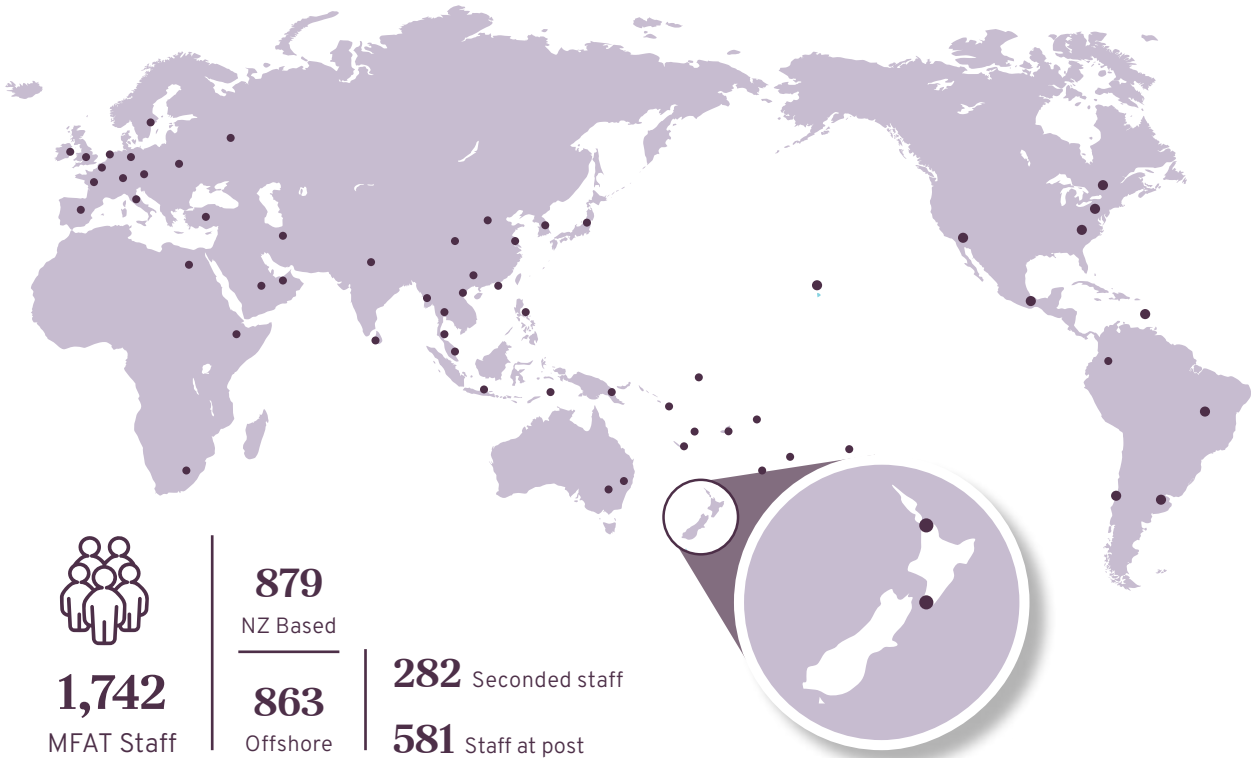 1,742
MFAT Staff
879
NZ Based
863
Offshore
282 Seconded staff
581 Staff at post